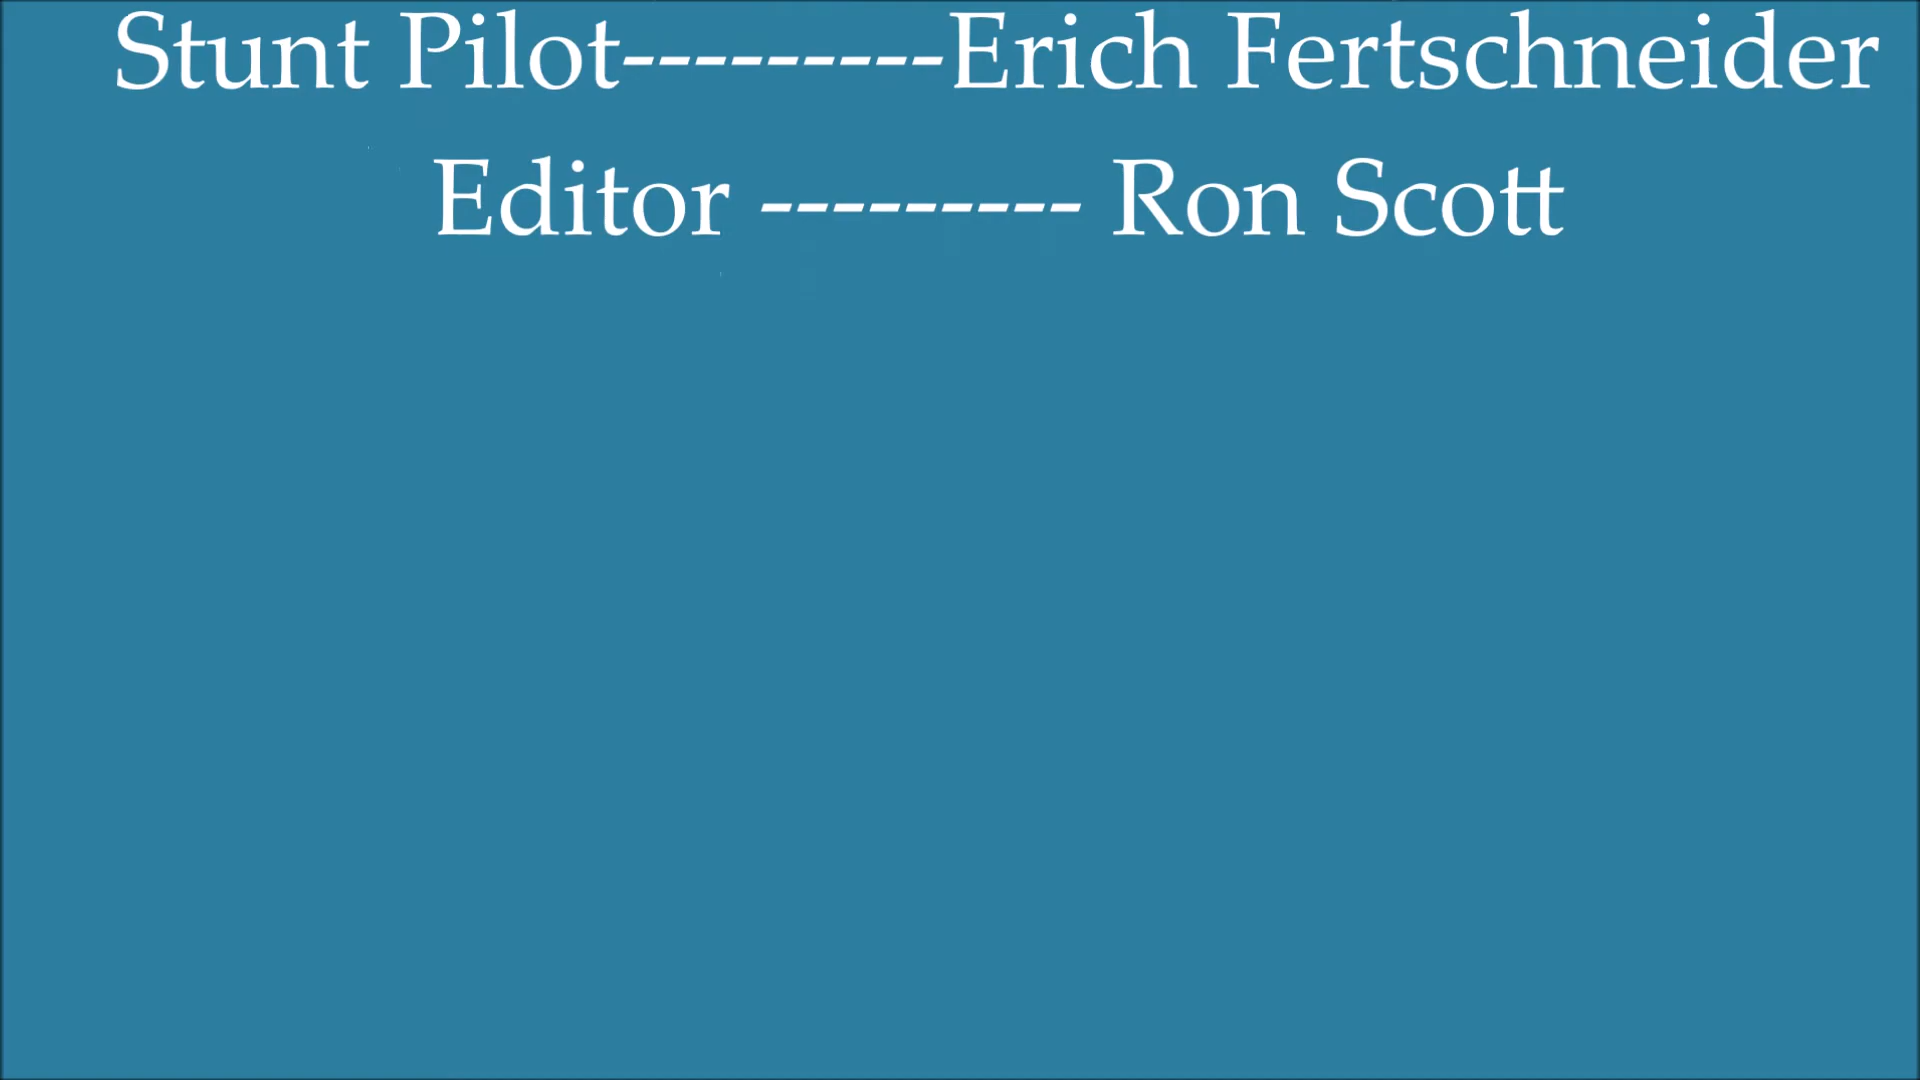 Stunt Pilot---------Erich Fertschneider
Editor --------- Ron Scott